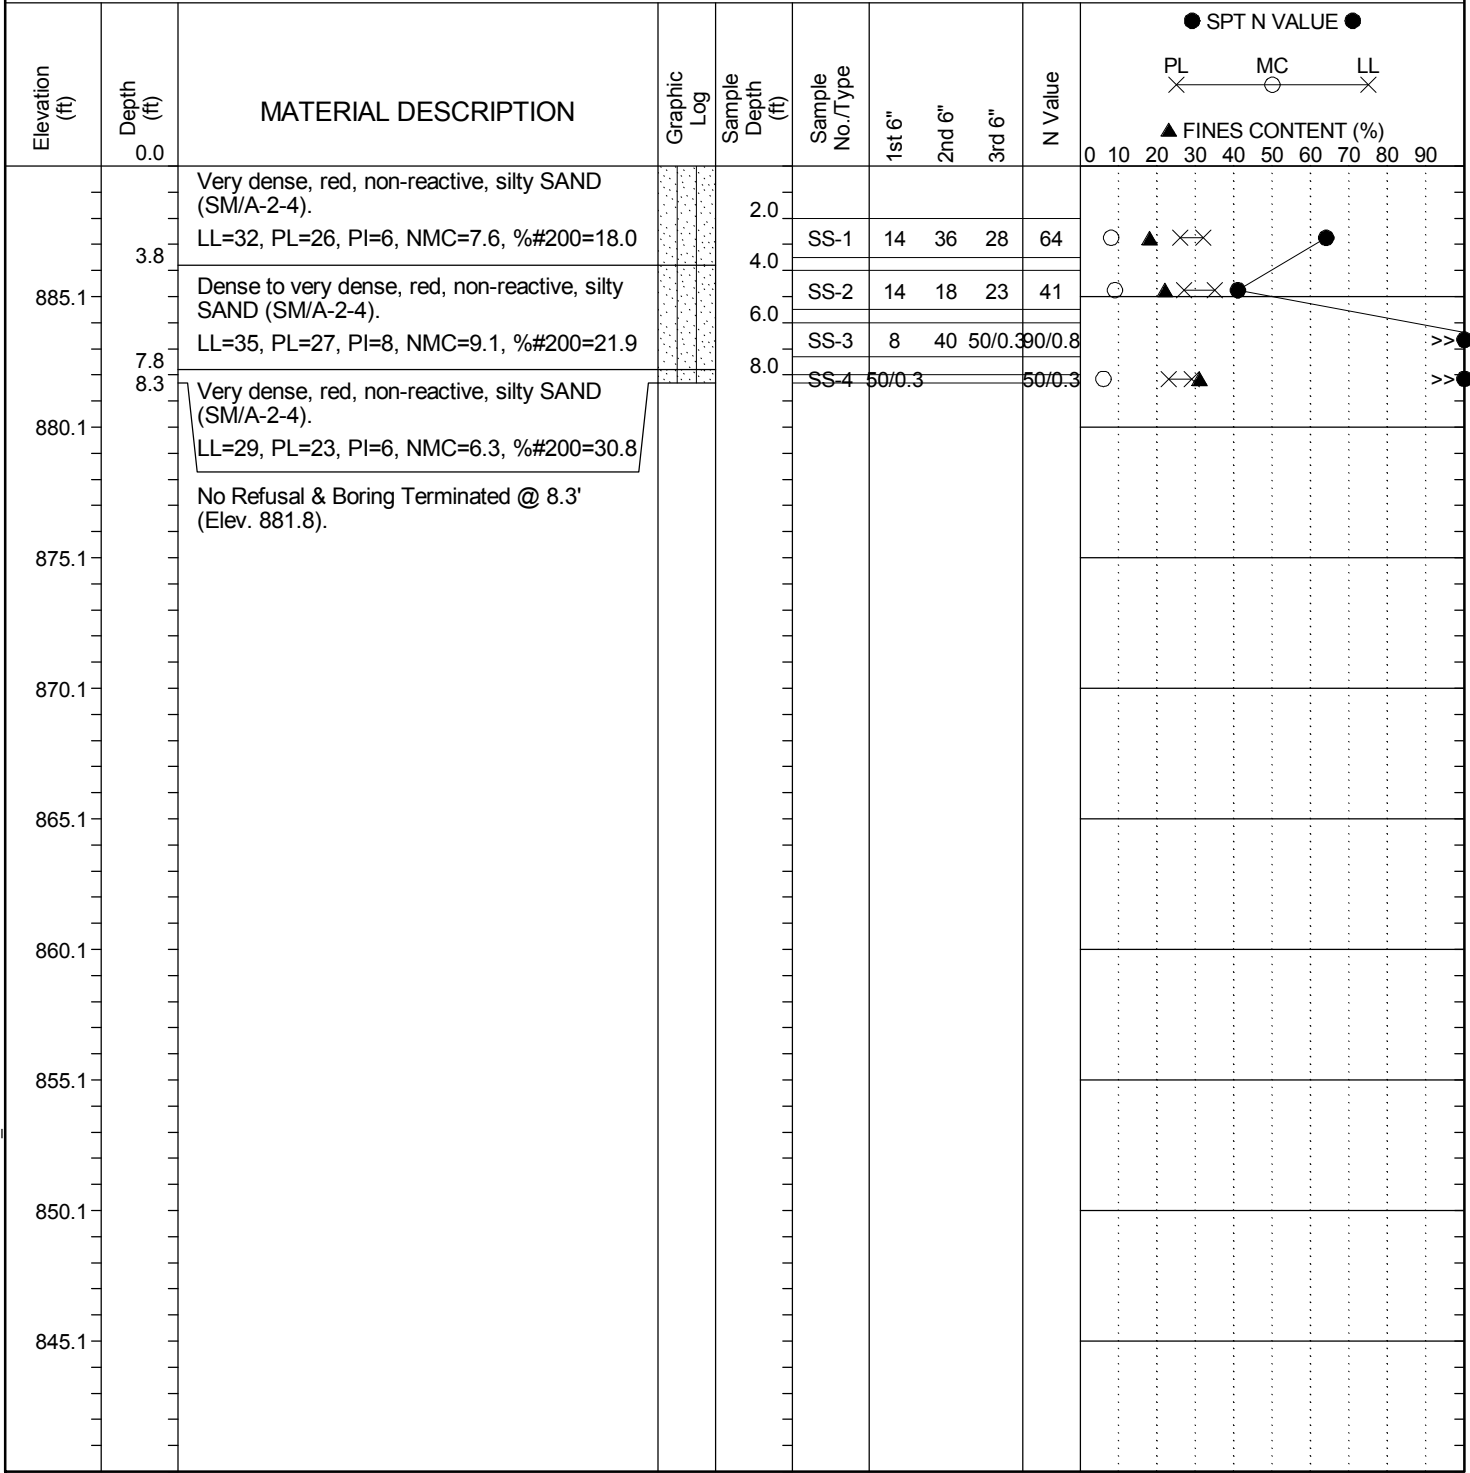 ● SPT N VALUE ●
PL MC LL
▲ FINES CONTENT (%)
0 10 20 30 40 50 60 70 80 90
Elevation (ft)
Depth (ft)
0.0
MATERIAL DESCRIPTION
Graphic Log
Sample Depth (ft)
Sample No./Type
1st 6"
2nd 6"
3rd 6"
N Value
Very dense, red, non-reactive, silty SAND
(SM/A-2-4).
2.0
LL=32, PL=26, PI=6, NMC=7.6, %#200=18.0
SS-1 14 36 28 64
3.8
4.0
Dense to very dense, red, non-reactive, silty
SAND (SM/A-2-4).
885.1
SS-2 14 18 23 41
6.0
LL=35, PL=27, PI=8, NMC=9.1, %#200=21.9
SS-3 8 40 50/0.3 90/0.8
>>
7.8
8.0
8.3
SS-4 50/0.3 50/0.3
>>
Very dense, red, non-reactive, silty SAND
(SM/A-2-4).
880.1
LL=29, PL=23, PI=6, NMC=6.3, %#200=30.8
No Refusal & Boring Terminated @ 8.3'
(Elev. 881.8).
875.1
870.1
865.1
860.1
855.1
850.1
845.1